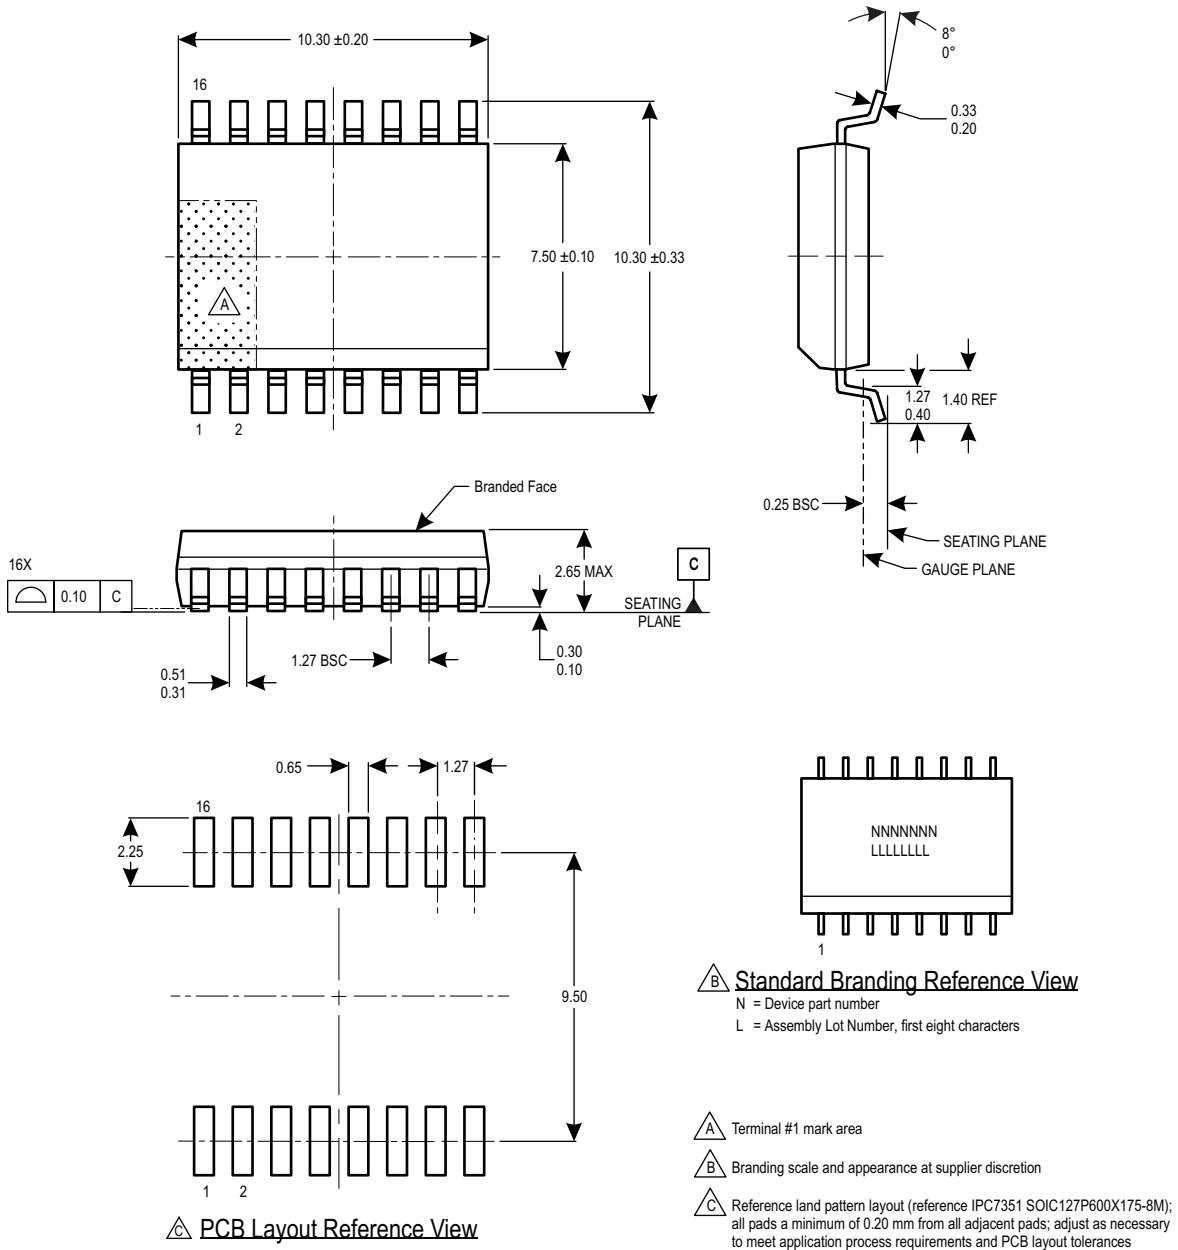 10.30 ±0.20
16
8°
0°
0.33
0.20
7.50 ±0.10
10.30 ±0.33
A
1
2
1.27
0.40
1.40 REF
0.25 BSC
SEATING PLANE
GAUGE PLANE
Branded Face
16X
0.10
C
2.65 MAX
C
SEATING
PLANE
0.30
0.10
1.27 BSC
0.51
0.31
0.65
1.27
16
2.25
9.50
1
2
C PCB Layout Reference View
NNNNNNN
LLLLLLLL
1
B Standard Branding Reference View
N = Device part number
L = Assembly Lot Number, first eight characters
A Terminal #1 mark area
B Branding scale and appearance at supplier discretion
C Reference land pattern layout (reference IPC7351 SOIC127P600X175-8M);
all pads a minimum of 0.20 mm from all adjacent pads; adjust as necessary
to meet application process requirements and PCB layout tolerances